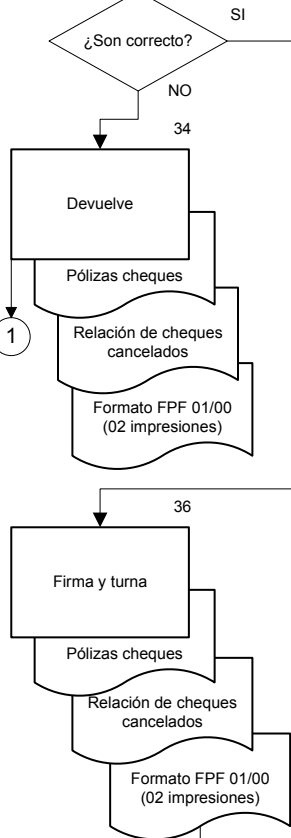 ¿Son correcto?
SI
NO
34
Devuelve
Pólizas cheques
1
Relación de cheques
cancelados
Formato FPF 01/00
(02 impresiones)
36
Firma y turna
Pólizas cheques
Relación de cheques
cancelados
Formato FPF 01/00
(02 impresiones)